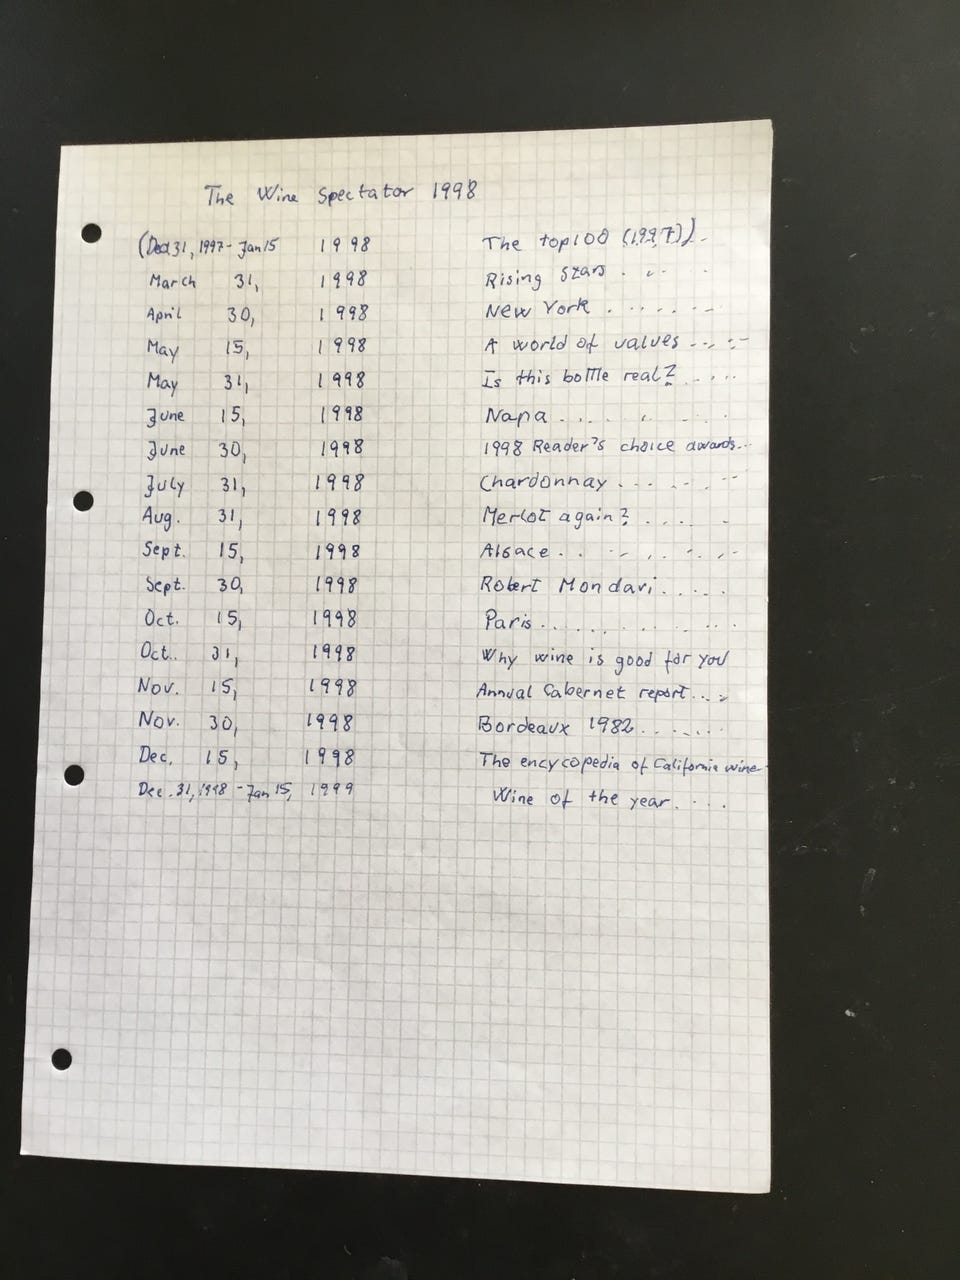 The Wine Spectator 1998
(Dec 31, 1997 - Jan 15 1998 The top 100 (1997)) -
March 31, 1998 Rising Stars . . . .
April 30, 1998 New York . . . . . . .
May 15, 1998 A world of values . . . . .
May 31, 1998 Is this bottle real? . . . .
June 15, 1998 Napa . . . . . . .
June 30, 1998 1998 Reader's choice awards...
July 31, 1998 Chardonnay . . . . . . .
Aug. 31, 1998 Merlot again? . . . . .
Sept. 15, 1998 Alsace . . . . . . . .
Sept. 30, 1998 Robert Mondavi . . . . .
Oct. 15, 1998 Paris . . . . . . . . . .
Oct.. 31, 1998 Why wine is good for you
Nov. 15, 1998 Annual Cabernet report....
Nov. 30, 1998 Bordeaux 1982 . . . . . .
Dec. 15, 1998 The encycopedia of California wine-
Dec. 31, 1998 - Jan 15, 1999 Wine of the year . . . .